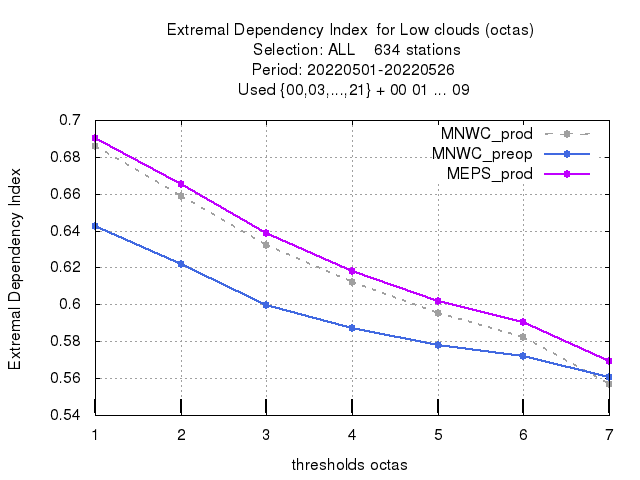 Extremal Dependency Index for Low clouds (octas)
Selection: ALL 634 stations
Period: 20220501-20220526
Used {00,03,...,21} + 00 01 ... 09
MNWC_prod
MNWC_preop
MEPS_prod
Extremal Dependency Index
0.7
0.68
0.66
0.64
0.62
0.6
0.58
0.56
0.54
1 2 3 4 5 6 7
thresholds octas